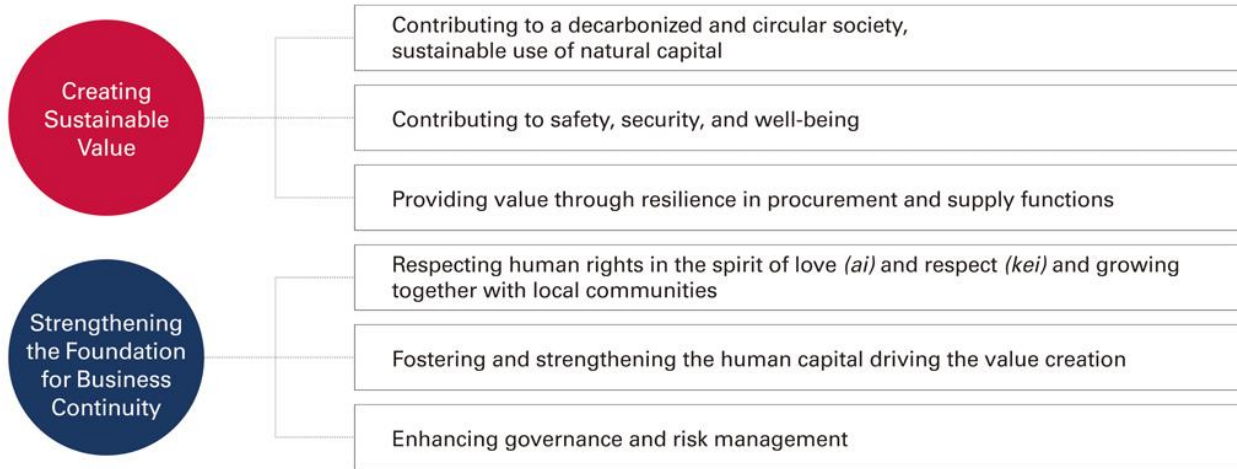 Creating
Sustainable
Value
Contributing to a decarbonized and circular society,
sustainable use of natural capital
Contributing to safety, security, and well-being
Providing value through resilience in procurement and supply functions
Strengthening
the Foundation
for Business
Continuity
Respecting human rights in the spirit of love (ai) and respect (kei) and growing
together with local communities
Fostering and strengthening the human capital driving the value creation
Enhancing governance and risk management